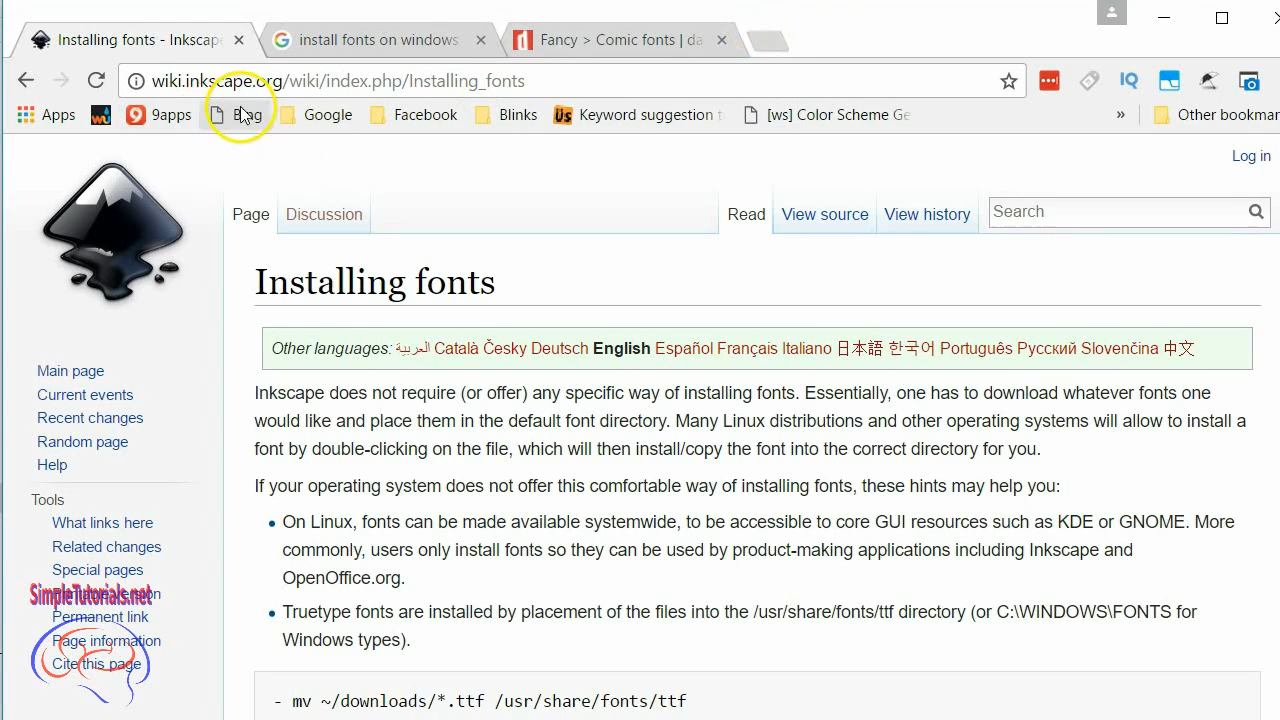 Installing fonts - Inkscape
install fonts on windows
Fancy > Comic fonts | da
wiki.inkscape.org/wiki/index.php/Installing_fonts
Apps
9apps
Google
Facebook
Blinks
Keyword suggestion t
[ws] Color Scheme Ge
»
Other bookmar
Log in
Page
Discussion
Read
View source
View history
Search
Installing fonts
Other languages: العربية Català Česky Deutsch English Español Français Italiano 日本語 한국어 Português Русский Slovenčina 中文
Inkscape does not require (or offer) any specific way of installing fonts. Essentially, one has to download whatever fonts one
would like and place them in the default font directory. Many Linux distributions and other operating systems will allow to install a
font by double-clicking on the file, which will then install/copy the font into the correct directory for you.
If your operating system does not offer this comfortable way of installing fonts, these hints may help you:
• On Linux, fonts can be made available systemwide, to be accessible to core GUI resources such as KDE or GNOME. More
commonly, users only install fonts so they can be used by product-making applications including Inkscape and
OpenOffice.org.
• Truetype fonts are installed by placement of the files into the /usr/share/fonts/ttf directory (or C:\WINDOWS\FONTS for
Windows types).
- mv ~/downloads/*.ttf /usr/share/fonts/ttf
Main page
Current events
Recent changes
Random page
Help
Tools
What links here
Related changes
Special pages
Printable version
SimpleTutorials.net
Permanent link
Page information
Cite this page